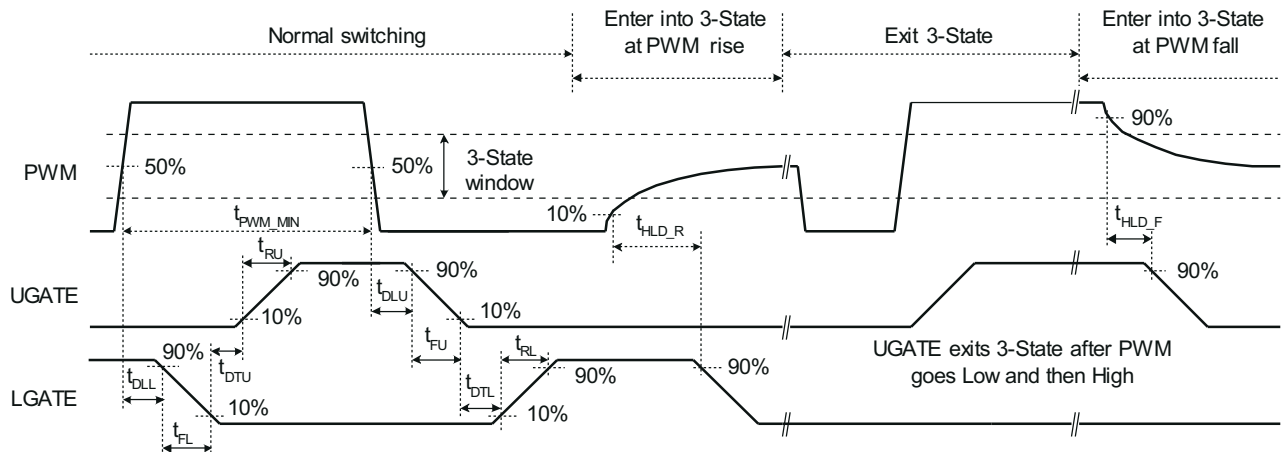 Normal switching
Enter into 3-State
at PWM rise
Exit 3-State
Enter into 3-State
at PWM fall
PWM
50%
50%
3-State
window
10%
90%
tPWM_MIN
tHLD_R
tHLD_F
tRU
UGATE
90%
10%
tDLU
90%
10%
90%
tFU
tRL
tDTU
tDTL
LGATE
90%
tDLL
10%
tFL
90%
10%
90%
UGATE exits 3-State after PWM
goes Low and then High